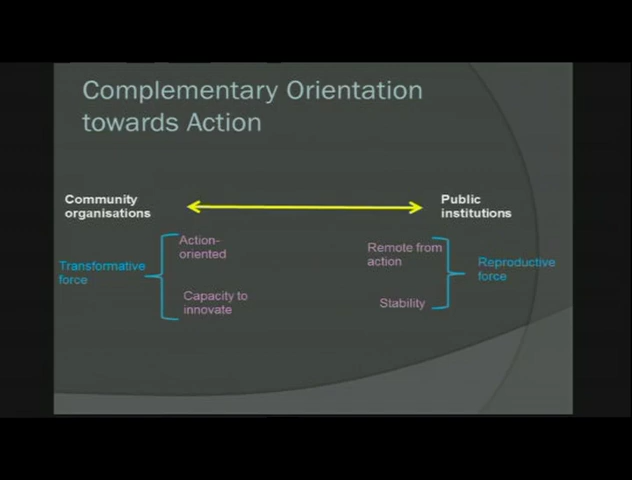 Complementary Orientation
towards Action
Community
organisations
Public
institutions
Transformative
force
Action-
oriented
Capacity to
innovate
Remote from
action
Stability
Reproductive
force